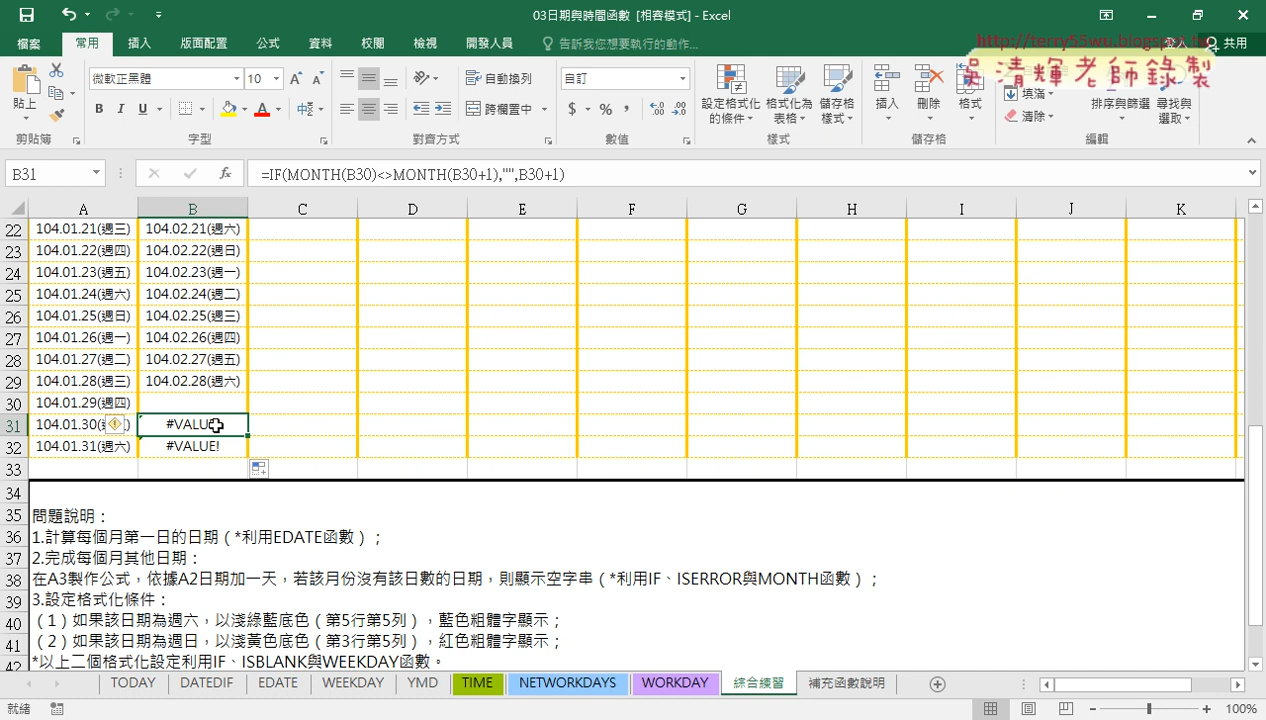 03日期與時間函數 [相容模式] - Excel
http://terry55wu.blogspot.tw
吳清輝老師錄製
檔案 常用 插入 版面配置 公式 資料 校閱 檢視 開發人員 告訴我您想要執行的動作... 登入 共用
貼上 微軟正黑體 10 自動換列 自訂 設定格式化的條件 格式化為表格 儲存格樣式 插入 刪除 格式 填滿 清除 排序與篩選 尋找與選取
B I U 跨欄置中 $ % ,
剪貼簿 字型 對齊方式 數值 樣式 儲存格 編輯
B31 fx =IF(MONTH(B30)<>MONTH(B30+1),"",B30+1)
A B C D E F G H I J K
22 104.01.21(週三) 104.02.21(週六)
23 104.01.22(週四) 104.02.22(週日)
24 104.01.23(週五) 104.02.23(週一)
25 104.01.24(週六) 104.02.24(週二)
26 104.01.25(週日) 104.02.25(週三)
27 104.01.26(週一) 104.02.26(週四)
28 104.01.27(週二) 104.02.27(週五)
29 104.01.28(週三) 104.02.28(週六)
30 104.01.29(週四)
31 104.01.30( ) #VALU
32 104.01.31(週六) #VALUE!
33
34
35 問題說明：
36 1.計算每個月第一日的日期（*利用EDATE函數）；
37 2.完成每個月其他日期：
38 在A3製作公式，依據A2日期加一天，若該月份沒有該日數的日期，則顯示空字串（*利用IF、ISERROR與MONTH函數）；
39 3.設定格式化條件：
40 （1）如果該日期為週六，以淺綠藍底色（第5行第5列），藍色粗體字顯示；
41 （2）如果該日期為週日，以淺黃色底色（第3行第5列），紅色粗體字顯示；
42 *以上二個格式化設定利用IF、ISBLANK與WEEKDAY函數。
TODAY DATEDIF EDATE WEEKDAY YMD TIME NETWORKDAYS WORKDAY 綜合練習 補充函數說明
就緒 100%